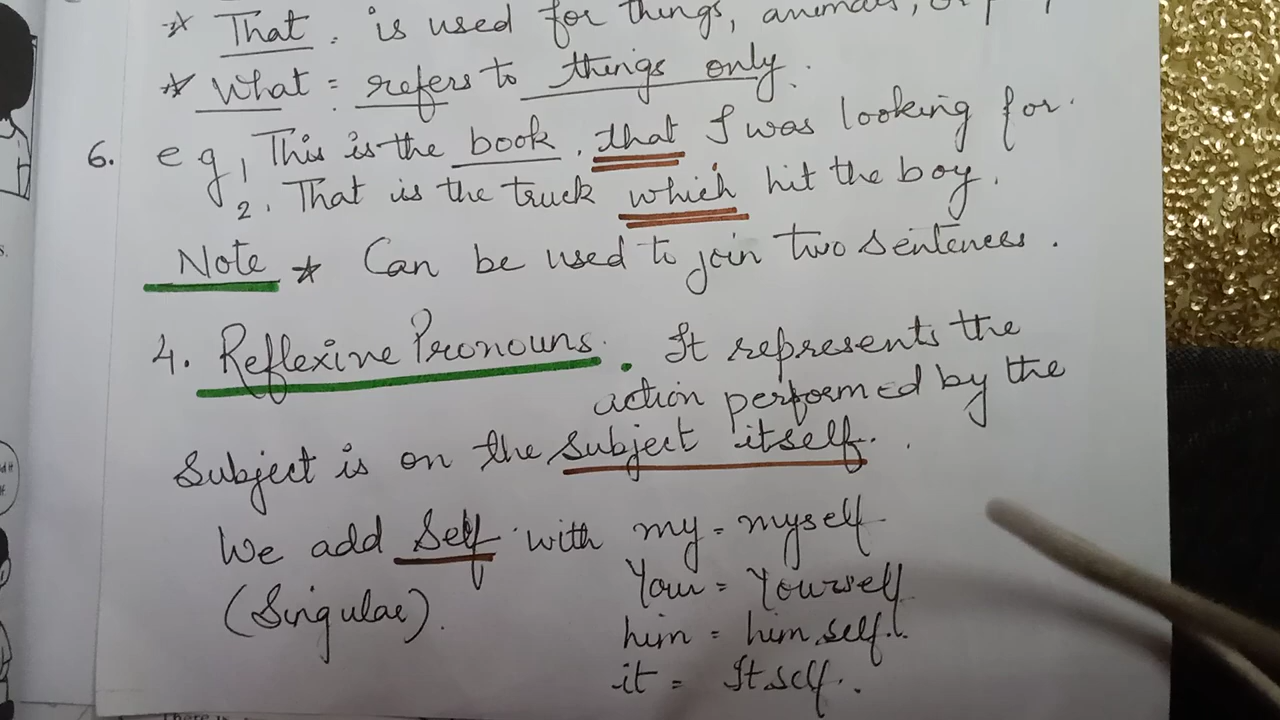 * That. is used for things, animals, or
* What = refers to things only.
6. eg 1 This is the book, that I was looking for.
2. That is the truck which hit the boy.
Note * Can be used to join two sentences.
4. Reflexive Pronouns. It represents the
action performed by the
Subject is on the subject itself.
We add Self with my = myself
(Singular). Your = Yourself
him = himself.
it = Itself.